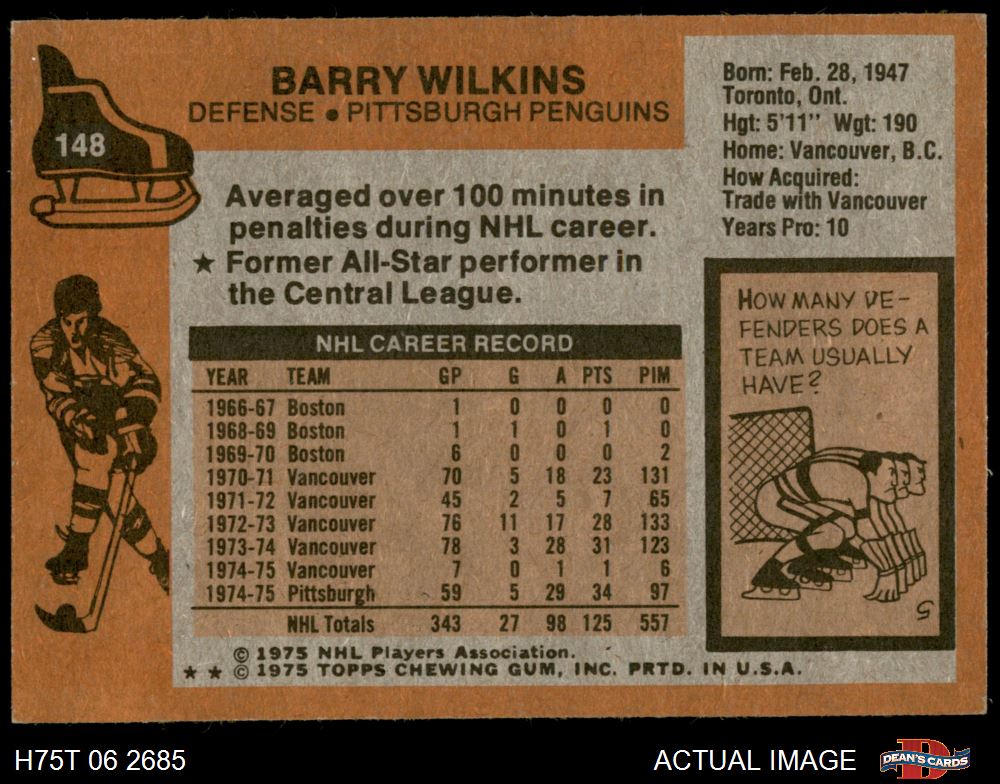 BARRY WILKINS
DEFENSE • PITTSBURGH PENGUINS
148
Born: Feb. 28, 1947
Toronto, Ont.
Hgt: 5'11" Wgt: 190
Home: Vancouver, B.C.
How Acquired:
Trade with Vancouver
Years Pro: 10
Averaged over 100 minutes in
penalties during NHL career.
★ Former All-Star performer in
the Central League.
NHL CAREER RECORD
YEAR TEAM GP G A PTS PIM
1966-67 Boston 1 0 0 0 0
1968-69 Boston 1 1 0 1 0
1969-70 Boston 6 0 0 0 2
1970-71 Vancouver 70 5 18 23 131
1971-72 Vancouver 45 2 5 7 65
1972-73 Vancouver 76 11 17 28 133
1973-74 Vancouver 78 3 28 31 123
1974-75 Vancouver 7 0 1 1 6
1974-75 Pittsburgh 59 5 29 34 97
NHL Totals 343 27 98 125 557
HOW MANY DE-
FENDERS DOES A
TEAM USUALLY
HAVE?
5
© 1975 NHL Players Association.
★ ★ © 1975 TOPPS CHEWING GUM, INC. PRTD. IN U.S.A.
H75T 06 2685
ACTUAL IMAGE
D
DEAN'S CARDS